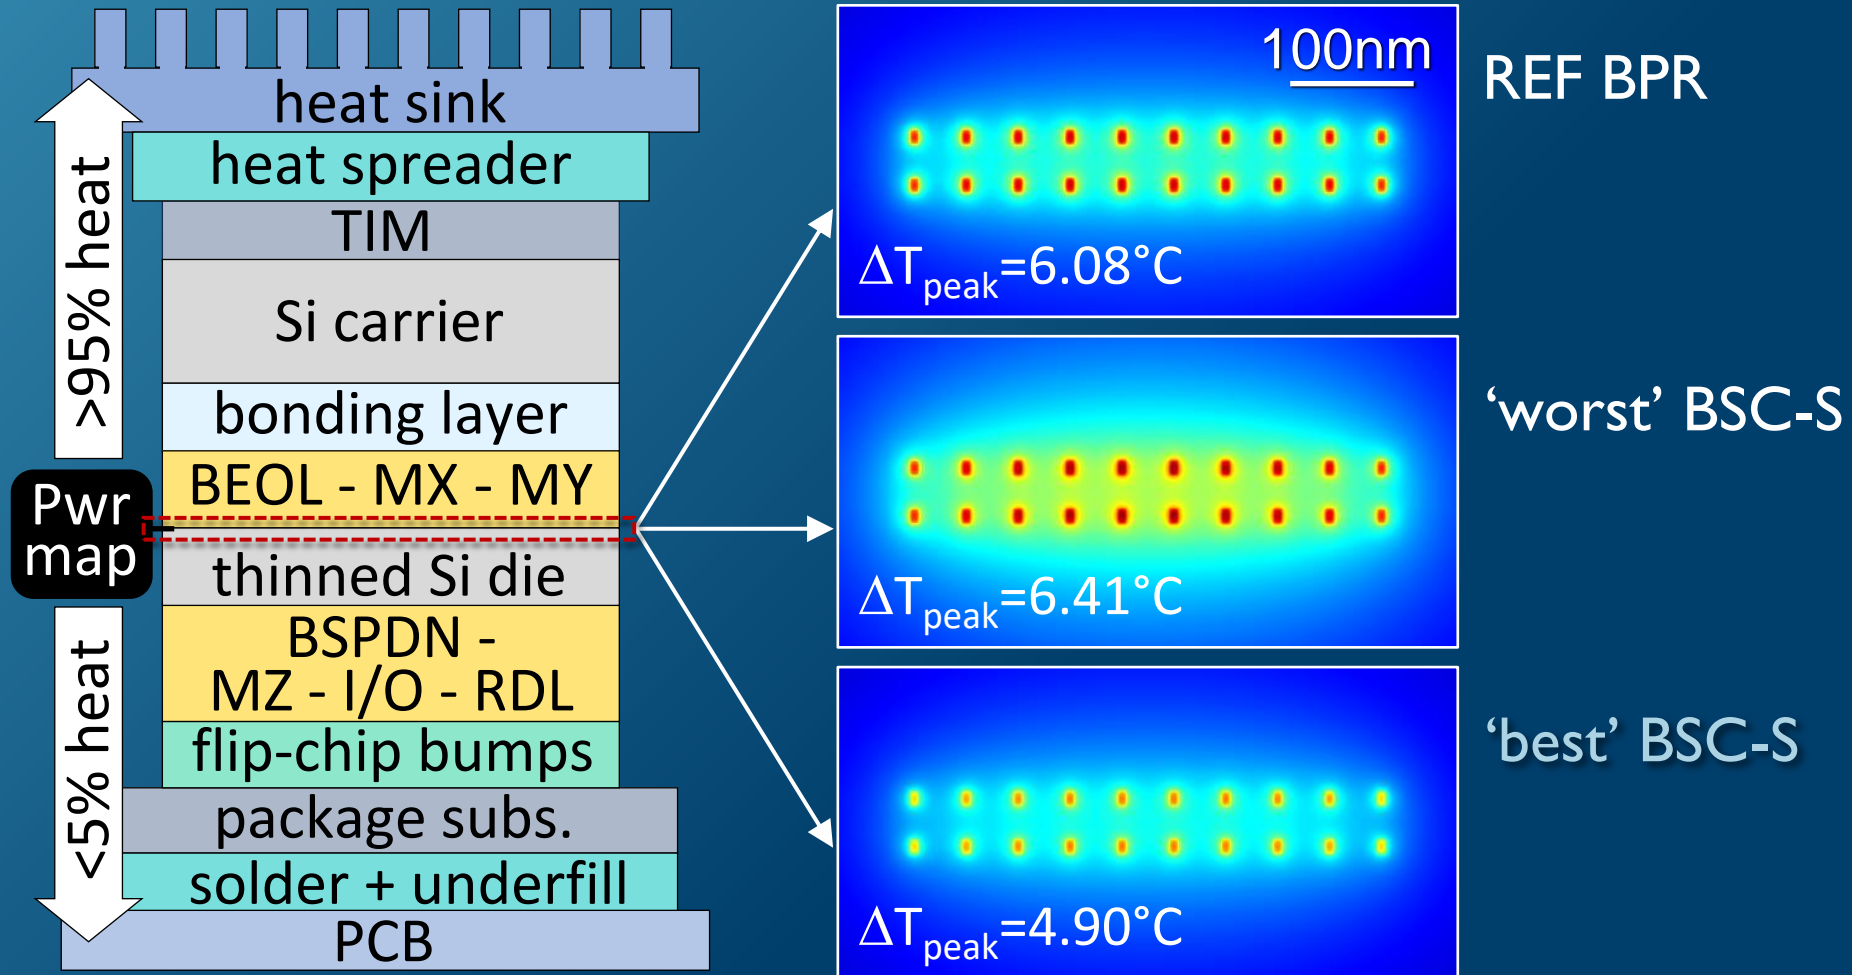 heat sink
heat spreader
TIM
Si carrier
bonding layer
BEOL - MX - MY
thinned Si die
BSPDN -
MZ - I/O - RDL
flip-chip bumps
package subs.
solder + underfill
PCB
>95% heat
Pwr
map
<5% heat
100nm
ΔTpeak=6.08°C
REF BPR
ΔTpeak=6.41°C
‘worst’ BSC-S
ΔTpeak=4.90°C
‘best’ BSC-S